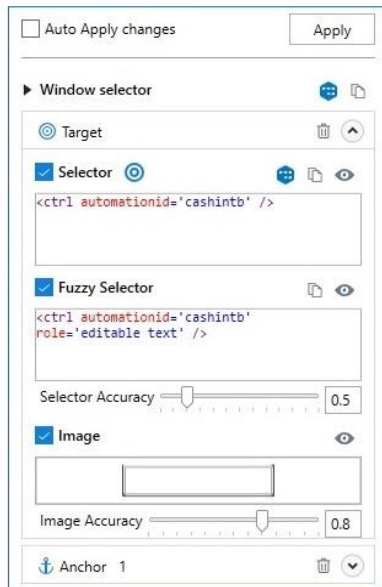 Auto Apply changes
Apply
Window selector
Target
Selector
<ctrl automationid='cashintb' />
Fuzzy Selector
<ctrl automationid='cashintb'
role='editable text' />
Selector Accuracy 0.5
Image
Image Accuracy 0.8
Anchor 1